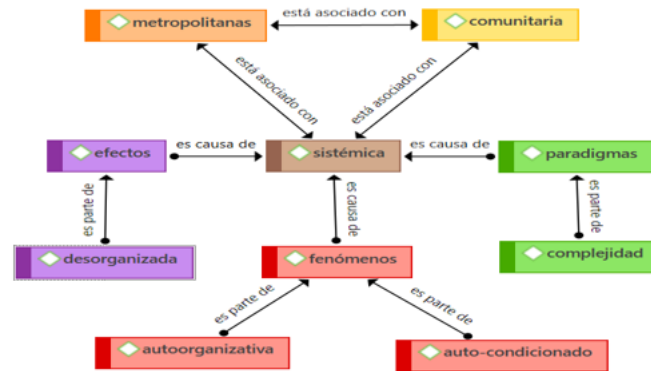 metropolitanas
está asociado con
comunitaria
está asociado con
está asociado con
efectos
es causa de
sistémica
es causa de
paradigmas
es parte de
es causa de
es parte de
desorganizada
fenómenos
complejidad
es parte de
es parte de
autoorganizativa
auto-condicionado